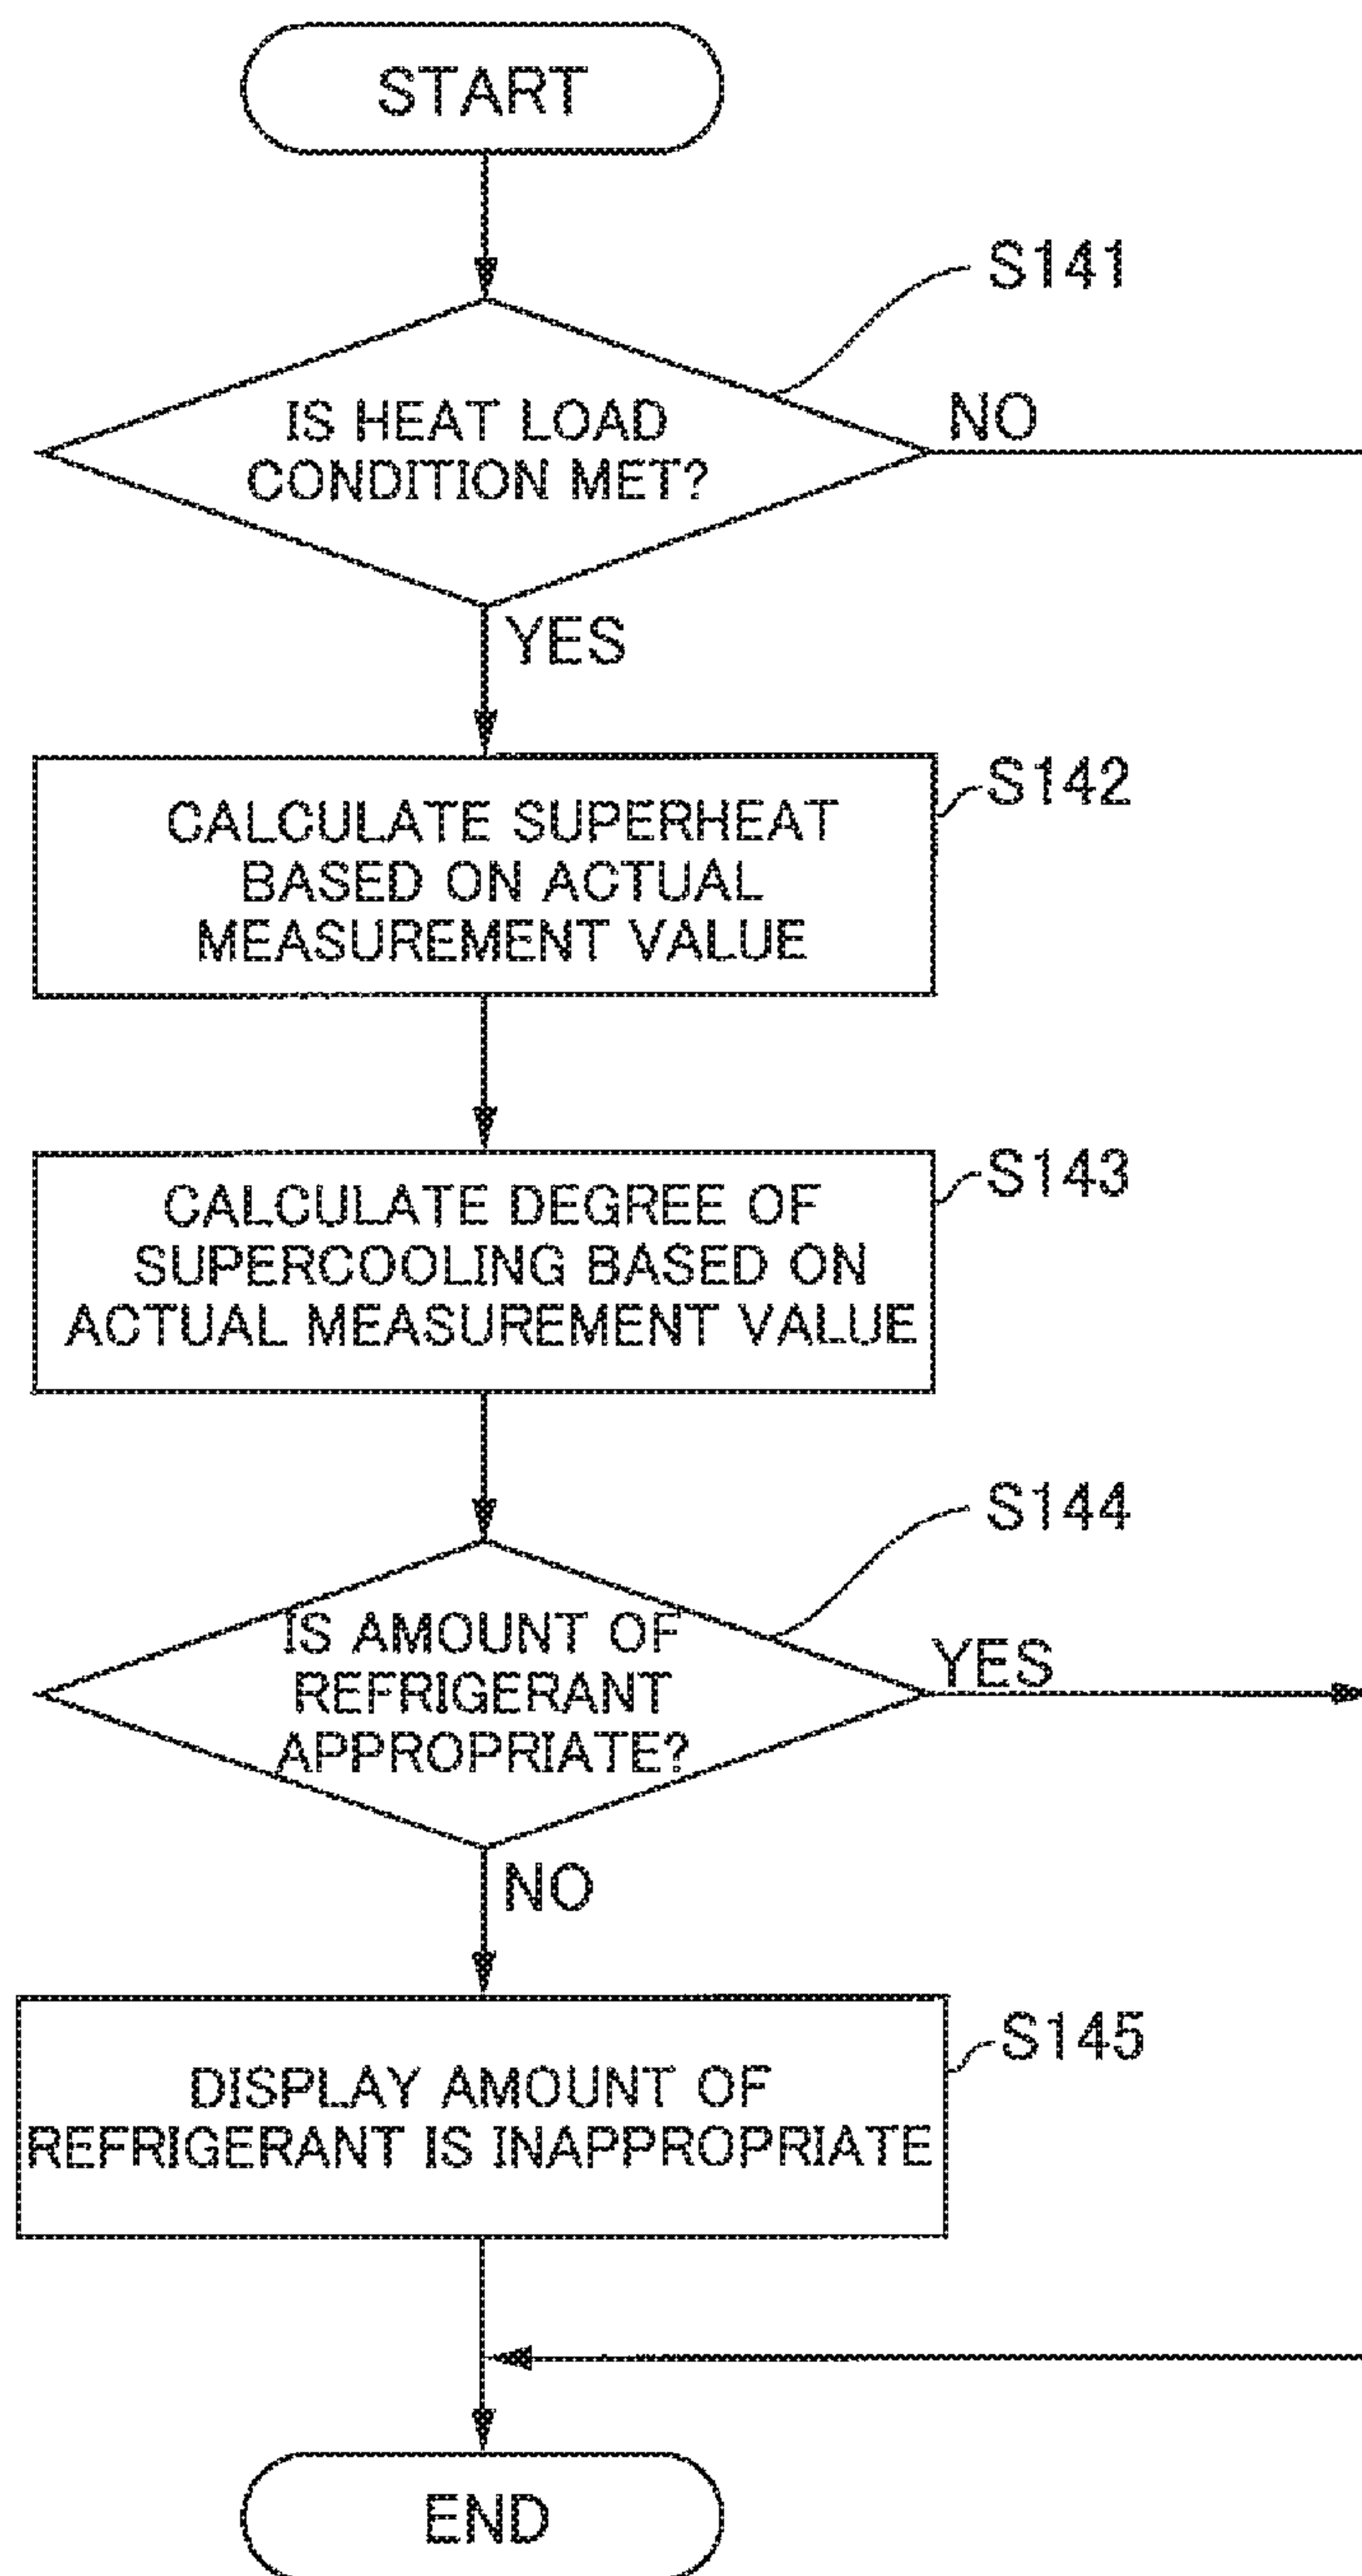 START
S141
IS HEAT LOAD
CONDITION MET?
NO
YES
S142
CALCULATE SUPERHEAT
BASED ON ACTUAL
MEASUREMENT VALUE
S143
CALCULATE DEGREE OF
SUPERCOOLING BASED ON
ACTUAL MEASUREMENT VALUE
S144
IS AMOUNT OF
REFRIGERANT
APPROPRIATE?
YES
NO
S145
DISPLAY AMOUNT OF
REFRIGERANT IS INAPPROPRIATE
END